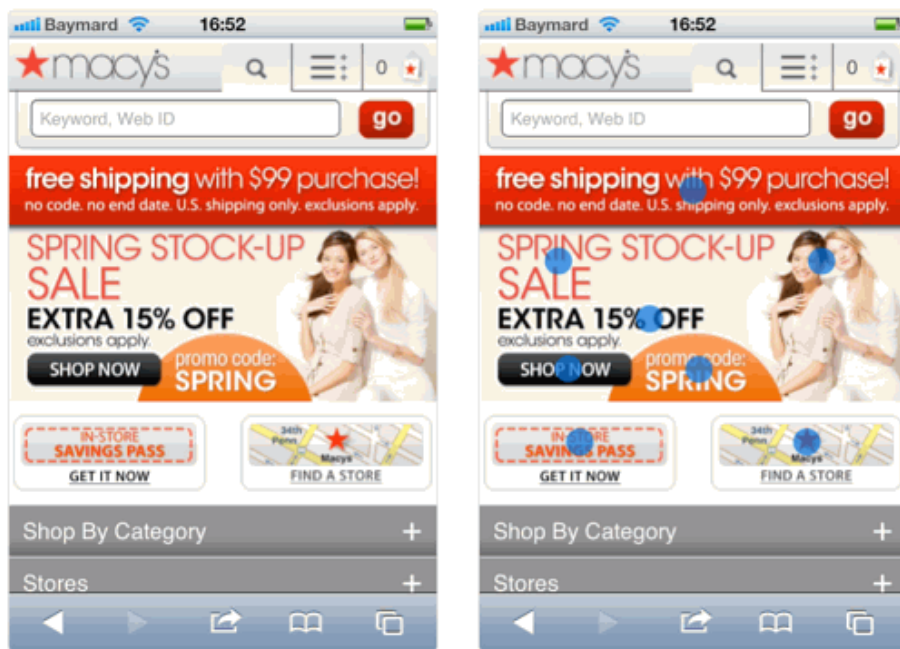 Baymard 16:52
macy's
0
Keyword, Web ID go
free shipping with $99 purchase!
no code. no end date. U.S. shipping only. exclusions apply.
SPRING STOCK-UP
SALE
EXTRA 15% OFF
exclusions apply.
SHOP NOW
promo code:
SPRING
IN-STORE
SAVINGS PASS
GET IT NOW
34th
Penn
Macys
FIND A STORE
Shop By Category +
Stores +
Baymard 16:52
macy's
0
Keyword, Web ID go
free shipping with $99 purchase!
no code. no end date. U.S. shipping only. exclusions apply.
SPRING STOCK-UP
SALE
EXTRA 15% OFF
exclusions apply.
SHOP NOW
promo code:
SPRING
IN-STORE
SAVINGS PASS
GET IT NOW
34th
Penn
Macys
FIND A STORE
Shop By Category +
Stores +